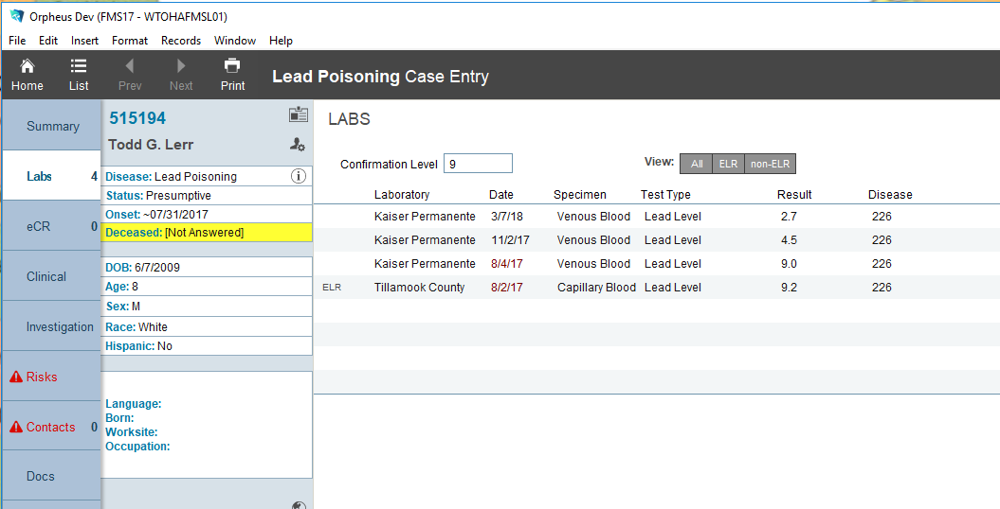 Orpheus Dev (FMS17 - WTOHAFMSL01)
File Edit Insert Format Records Window Help
Home List Prev Next Print
Lead Poisoning Case Entry
Summary
Labs 4
eCR 0
Clinical
Investigation
Risks
Contacts 0
Docs
515194
Todd G. Lerr
Disease: Lead Poisoning
Status: Presumptive
Onset: ~07/31/2017
Deceased: [Not Answered]
DOB: 6/7/2009
Age: 8
Sex: M
Race: White
Hispanic: No
Language:
Born:
Worksite:
Occupation:
LABS
Confirmation Level 9
View: All ELR non-ELR
Laboratory Date Specimen Test Type Result Disease
Kaiser Permanente 3/7/18 Venous Blood Lead Level 2.7 226
Kaiser Permanente 11/2/17 Venous Blood Lead Level 4.5 226
Kaiser Permanente 8/4/17 Venous Blood Lead Level 9.0 226
ELR Tillamook County 8/2/17 Capillary Blood Lead Level 9.2 226